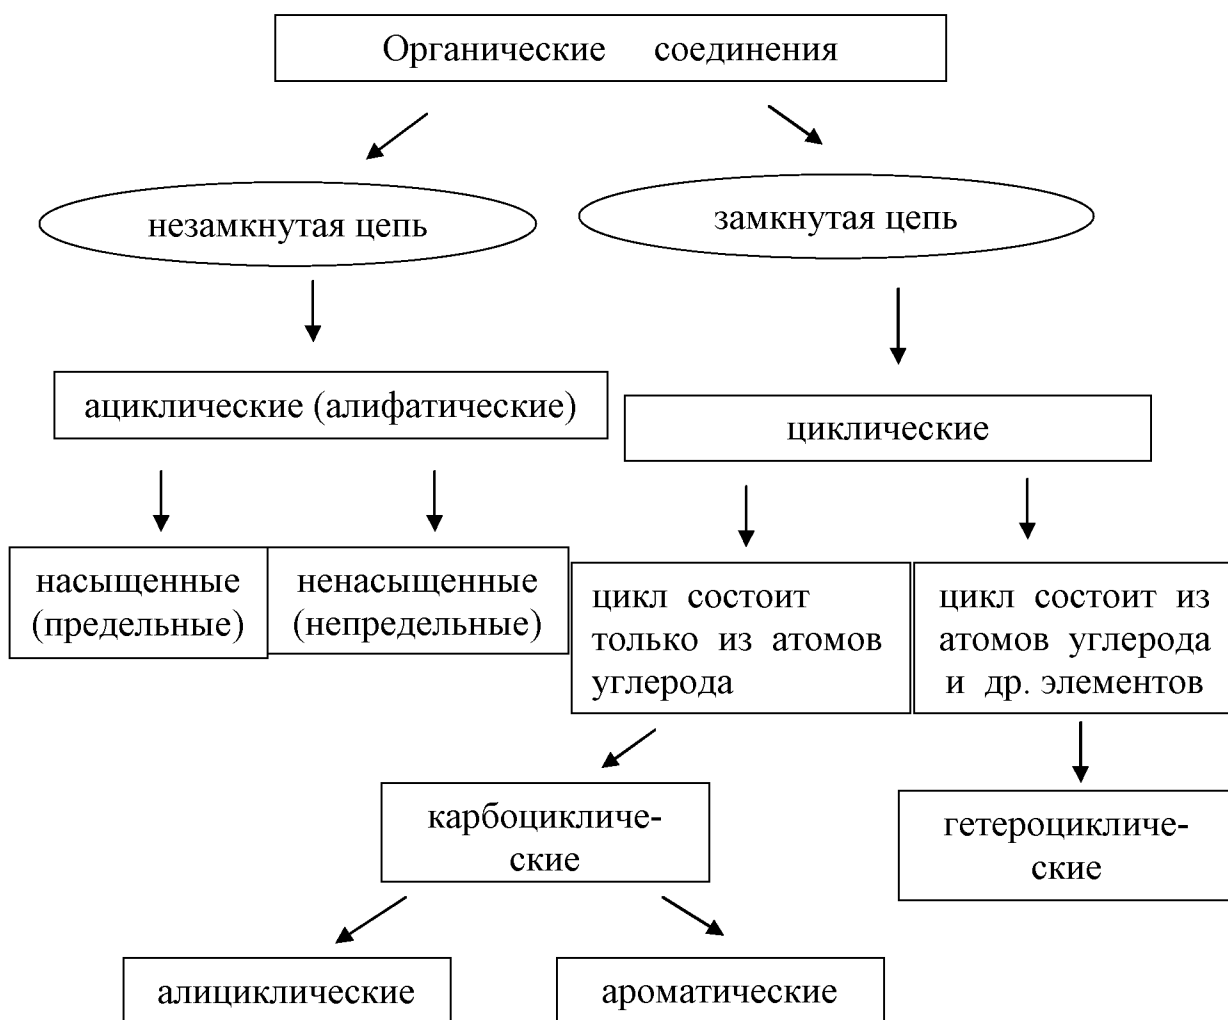 Органические соединения
незамкнутая цепь
замкнутая цепь
ациклические (алифатические)
циклические
насыщенные
(предельные)
ненасыщенные
(непредельные)
цикл состоит
только из атомов
углерода
цикл состоит из
атомов углерода
и др. элементов
карбоцикличе-
ские
гетероцикличе-
ские
алициклические
ароматические